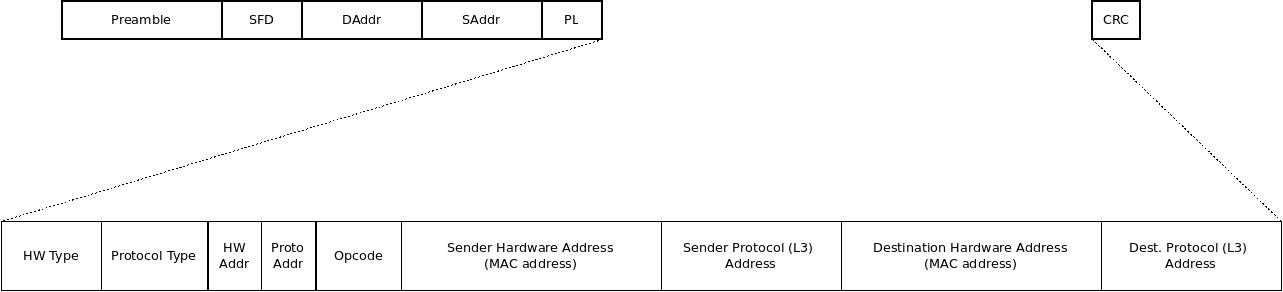 Preamble
SFD
DAddr
SAddr
PL
CRC
HW Type
Protocol Type
HW
Addr
Proto
Addr
Opcode
Sender Hardware Address
(MAC address)
Sender Protocol (L3)
Address
Destination Hardware Address
(MAC address)
Dest. Protocol (L3)
Address